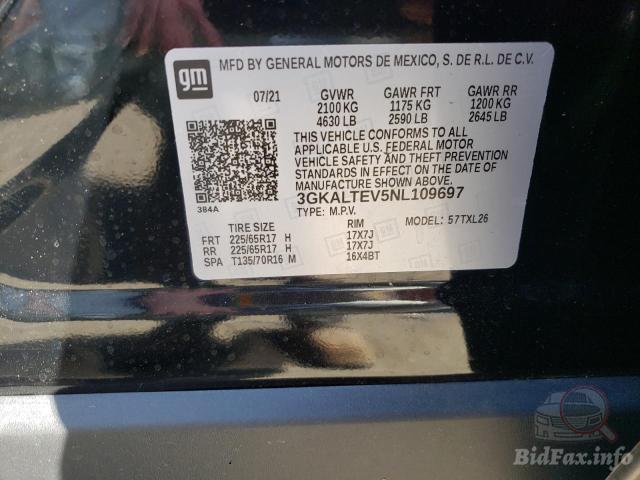 gm MFD BY GENERAL MOTORS DE MEXICO, S. DE R.L. DE C.V.
07/21 GVWR GAWR FRT GAWR RR
2100 KG 1175 KG 1200 KG
4630 LB 2590 LB 2645 LB
THIS VEHICLE CONFORMS TO ALL
APPLICABLE U.S. FEDERAL MOTOR
VEHICLE SAFETY AND THEFT PREVENTION
STANDARDS IN EFFECT ON THE DATE OF
MANUFACTURE SHOWN ABOVE.
3GKALTEV5NL109697
384A
TYPE: M.P.V. MODEL: 57TXL26
TIRE SIZE RIM
FRT 225/65R17 H 17X7J
RR 225/65R17 H 17X7J
SPA T135/70R16 M 16X4BT
BidFax.info